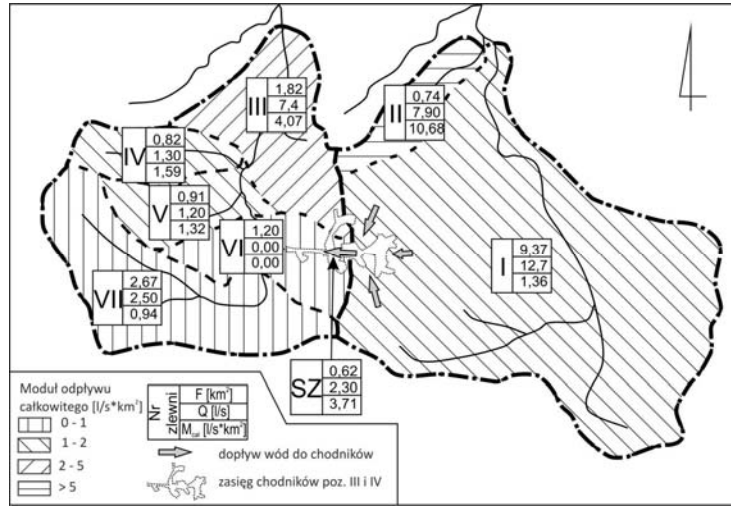 III
1,82
7,4
4,07
II
0,74
7,90
10,68
IV
0,82
1,30
1,59
V
0,91
1,20
1,32
VI
1,20
0,00
0,00
I
9,37
12,7
1,36
VII
2,67
2,50
0,94
SZ
0,62
2,30
3,71
Moduł odpływu
całkowitego [l/s*km²]
0 - 1
1 - 2
2 - 5
> 5
Nr
zlewni
F [km²]
Q [l/s]
Mcał [l/s*km²]
dopływ wód do chodników
zasięg chodników poz. III i IV